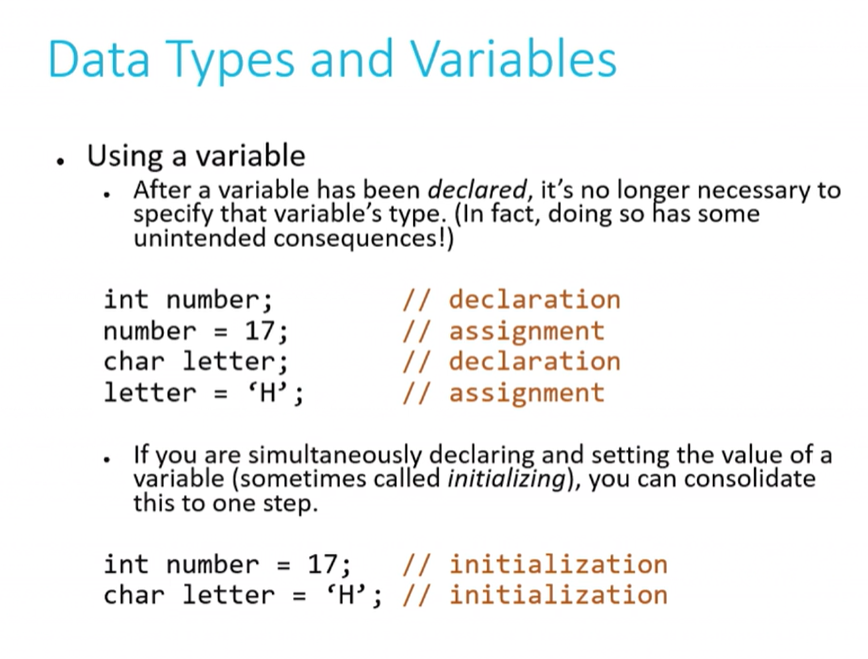 Data Types and Variables
• Using a variable
• After a variable has been declared, it’s no longer necessary to
specify that variable’s type. (In fact, doing so has some
unintended consequences!)
int number; // declaration
number = 17; // assignment
char letter; // declaration
letter = ‘H’; // assignment
• If you are simultaneously declaring and setting the value of a
variable (sometimes called initializing), you can consolidate
this to one step.
int number = 17; // initialization
char letter = ‘H’; // initialization